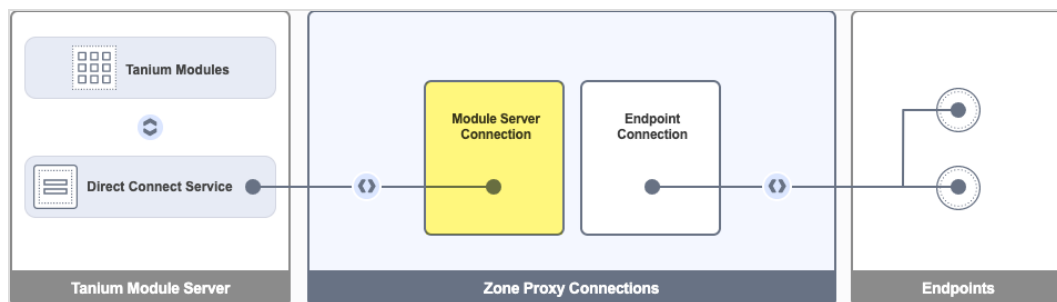 Tanium Modules
Direct Connect Service
Module Server
Connection
Endpoint
Connection
Tanium Module Server
Zone Proxy Connections
Endpoints